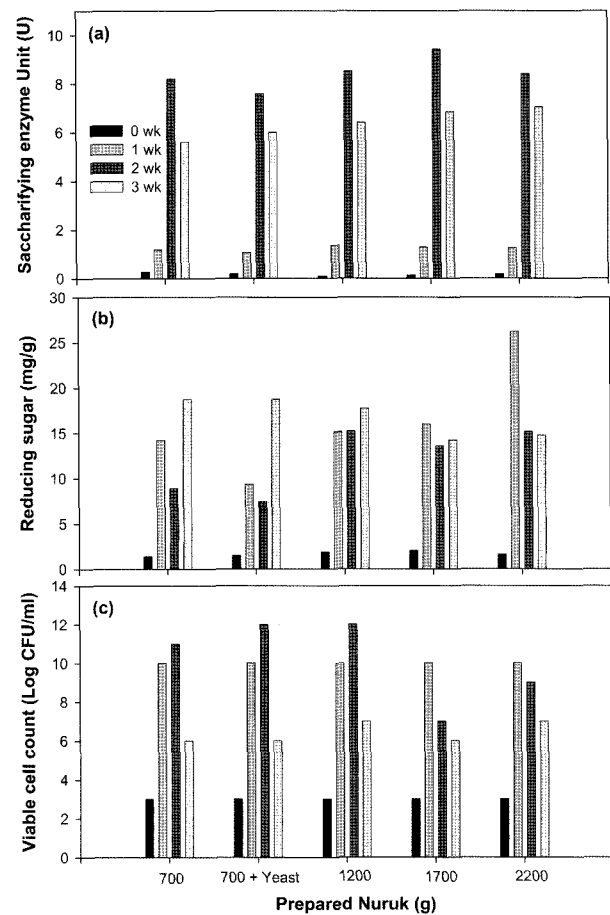 (a)
Saccharifying enzyme Unit (U)
10
8
6
4
2
0
0 wk
1 wk
2 wk
3 wk
(b)
Reducing sugar (mg/g)
30
25
20
15
10
5
0
(c)
Viable cell count (Log CFU/ml)
14
12
10
8
6
4
2
0
700
700 + Yeast
1200
1700
2200
Prepared Nuruk (g)